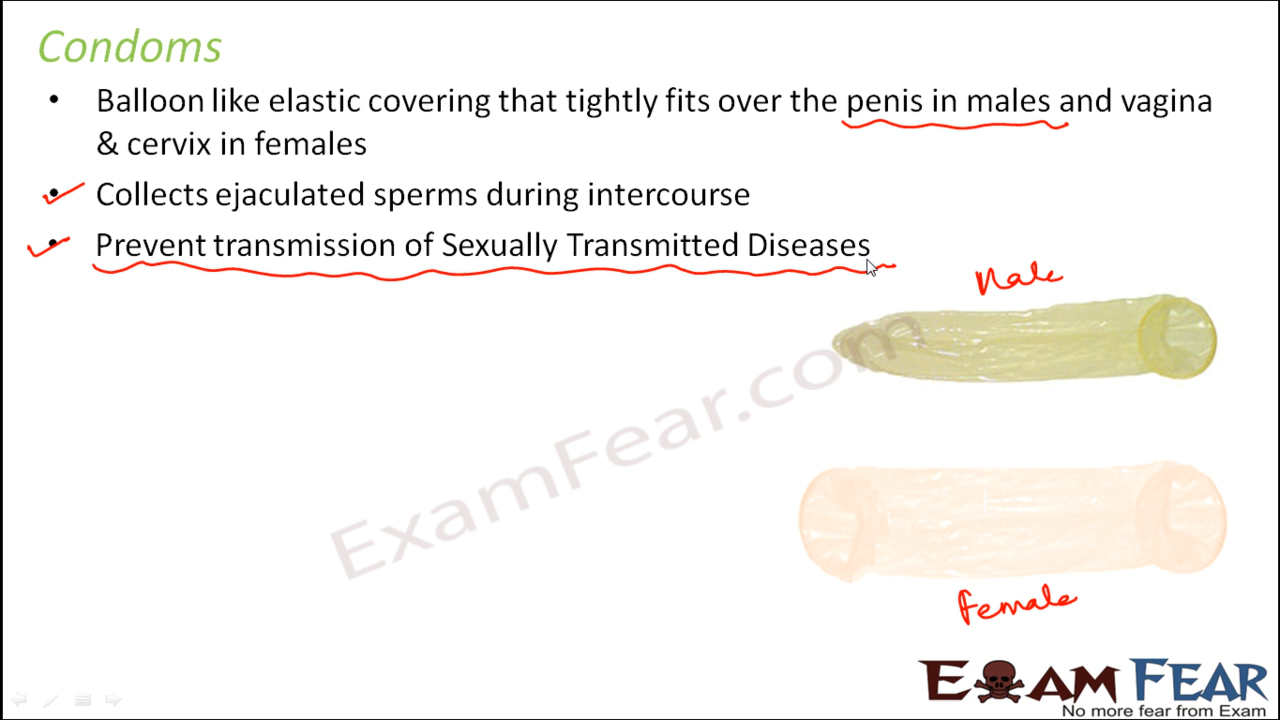 Condoms
• Balloon like elastic covering that tightly fits over the penis in males and vagina
& cervix in females
• Collects ejaculated sperms during intercourse
• Prevent transmission of Sexually Transmitted Diseases
Male
ExamFear.com
Female
EXAM FEAR
No more fear from Exam